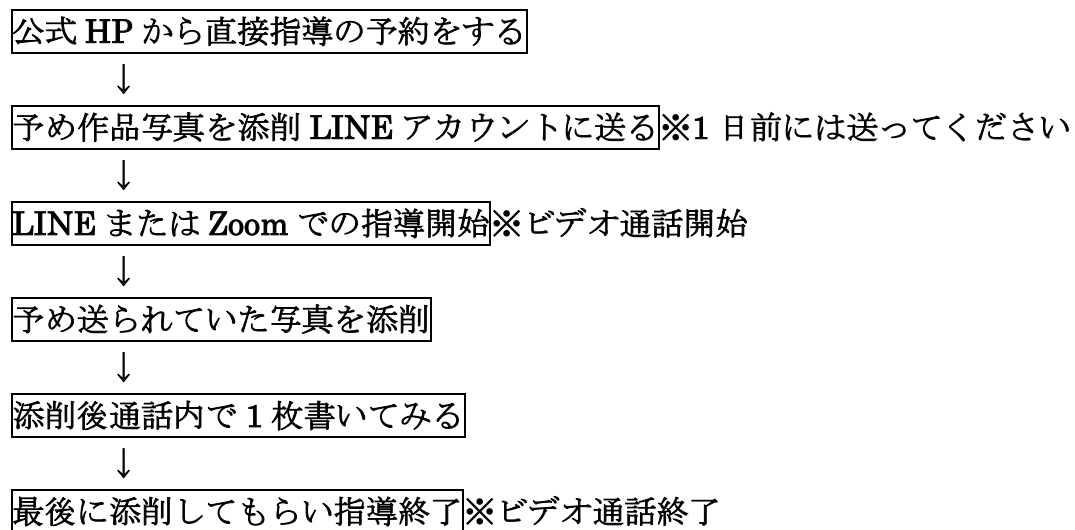 公式 HP から直接指導の予約をする
↓
予め作品写真を添削 LINE アカウントに送る※1 日前には送ってください
↓
LINE または Zoom での指導開始※ビデオ通話開始
↓
予め送られていた写真を添削
↓
添削後通話内で 1 枚書いてみる
↓
最後に添削してもらい指導終了※ビデオ通話終了